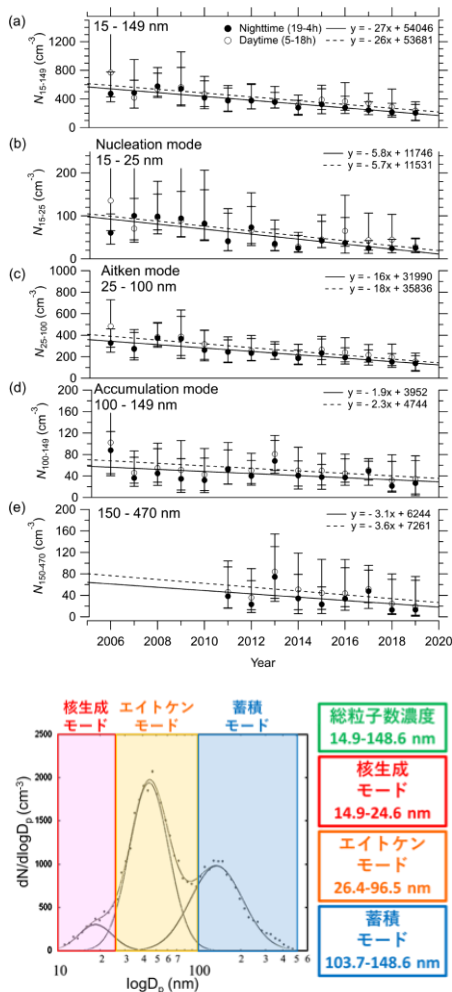 (a) 15 - 149 nm
● Nighttime (19-4h)
○ Daytime (5-18h)
y = - 27x + 54046
y = - 26x + 53681
N15-149 (cm-3)
1200
800
400
0
(b) Nucleation mode
15 - 25 nm
y = - 5.8x + 11746
y = - 5.7x + 11531
N15-25 (cm-3)
200
150
100
50
0
(c) Aitken mode
25 - 100 nm
y = - 16x + 31990
y = - 18x + 35836
N25-100 (cm-3)
1000
800
600
400
200
0
(d) Accumulation mode
100 - 149 nm
y = - 1.9x + 3952
y = - 2.3x + 4744
N100-149 (cm-3)
200
160
120
80
40
0
(e) 150 - 470 nm
y = - 3.1x + 6244
y = - 3.6x + 7261
N150-470 (cm-3)
200
160
120
80
40
0
2006 2008 2010 2012 2014 2016 2018 2020
Year
核生成
モード
エイトケン
モード
蓄積
モード
dN/dlogDp (nm)
2500
2000
1500
1000
500
0
10 2 3 4 5 6 7 100 2 3 4 5 6
logDp (nm)
総粒子数濃度
14.9-148.6 nm
核生成
モード
14.9-24.6 nm
エイトケン
モード
26.4-96.5 nm
蓄積
モード
103.7-148.6 nm